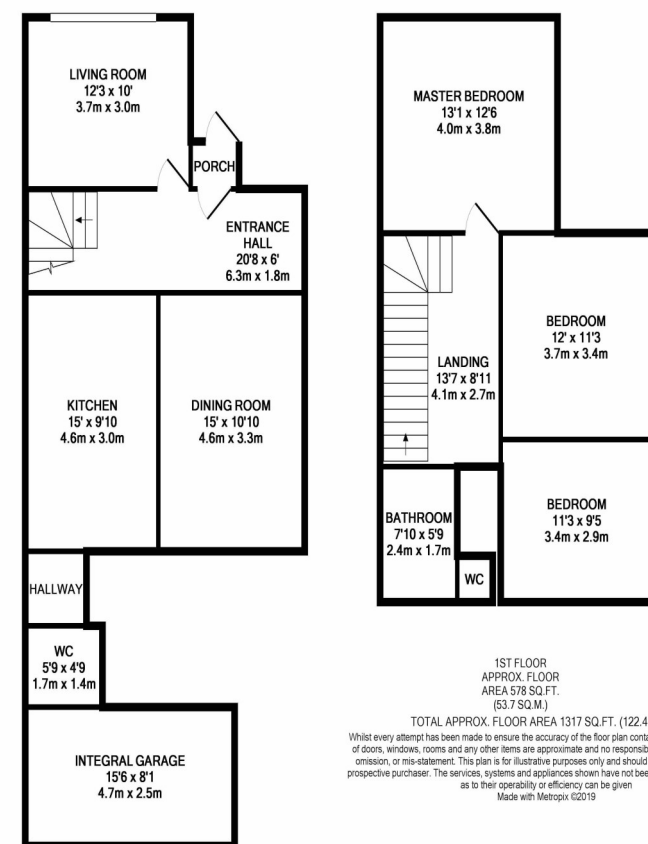 LIVING ROOM
12'3 x 10'
3.7m x 3.0m
PORCH
ENTRANCE
HALL
20'8 x 6'
6.3m x 1.8m
KITCHEN
15' x 9'10
4.6m x 3.0m
DINING ROOM
15' x 10'10
4.6m x 3.3m
HALLWAY
WC
5'9 x 4'9
1.7m x 1.4m
INTEGRAL GARAGE
15'6 x 8'1
4.7m x 2.5m
MASTER BEDROOM
13'1 x 12'6
4.0m x 3.8m
BEDROOM
12' x 11'3
3.7m x 3.4m
LANDING
13'7 x 8'11
4.1m x 2.7m
BATHROOM
7'10 x 5'9
2.4m x 1.7m
WC
BEDROOM
11'3 x 9'5
3.4m x 2.9m
1ST FLOOR
APPROX. FLOOR
AREA 578 SQ.FT.
(53.7 SQ.M.)
TOTAL APPROX. FLOOR AREA 1317 SQ.FT. (122.4
Whilst every attempt has been made to ensure the accuracy of the floor plan
of doors, windows, rooms and any other items are approximate and no
omission, or mis-statement. This plan is for illustrative purposes only and should
prospective purchaser. The services, systems and appliances shown have not
as to their operability or efficiency can be given
Made with Metropix ©2019